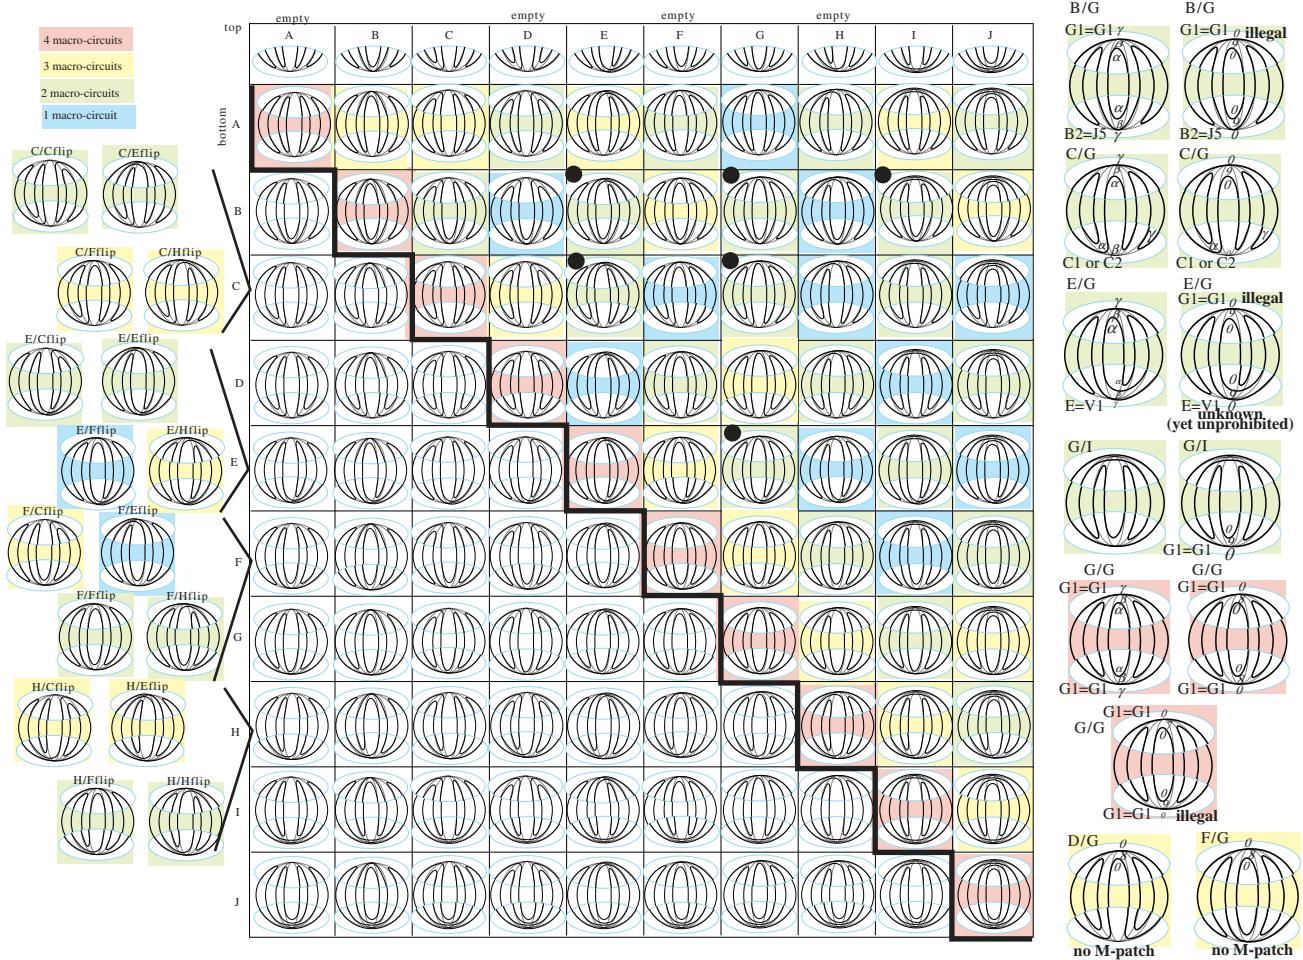 empty
empty
empty
empty
top
A
B
C
D
E
F
G
H
I
J
4 macro-circuits
3 macro-circuits
2 macro-circuits
1 macro-circuit
bottom
A
B
C
D
E
F
G
H
I
J
C/Cflip
C/Eflip
C/Fflip
C/Hflip
E/Cflip
E/Eflip
E/Fflip
E/Hflip
F/Cflip
F/Eflip
F/Fflip
F/Hflip
H/Cflip
H/Eflip
H/Fflip
H/Hflip
B/G
B/G
G1=G1 γ
G1=G1 θ illegal
β
α
θ
α
β
θ
B2=J5 γ
B2=J5 θ
C/G
C/G
γ
β
α
θ
θ
α β γ
α θ γ
C1 or C2
C1 or C2
E/G
E/G
γ
G1=G1 θ illegal
β
α
θ
α
γ
θ
E=V1
E=V1 θ
unknown
(yet unprohibited)
G/I
G/I
θ
G1=G1 θ
G/G
G/G
G1=G1 γ
G1=G1 θ
β
α
θ
α
β
θ
G1=G1 γ
G1=G1 θ
G1=G1 θ
G/G
θ
θ
G1=G1 θ illegal
D/G
θ
F/G
θ
θ
θ
no M-patch
no M-patch